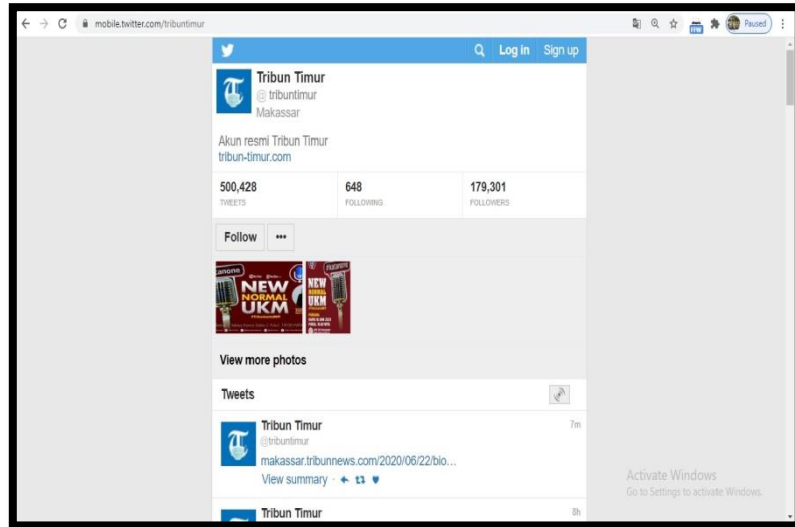 mobile.twitter.com/tribuntimur
Paused
Log in Sign up
Tribun Timur
@ tribuntimur
Makassar
Akun resmi Tribun Timur
tribun-timur.com
500,428 648 179,301
TWEETS FOLLOWING FOLLOWERS
Follow •••
NEW
NORMAL
UKM
NEW
NORMAL
UKM
View more photos
Tweets
Tribun Timur 7m
@tribuntimur
makassar.tribunnews.com/2020/06/22/bio…
View summary ·
Activate Windows
Go to Settings to activate Windows.
Tribun Timur 8h